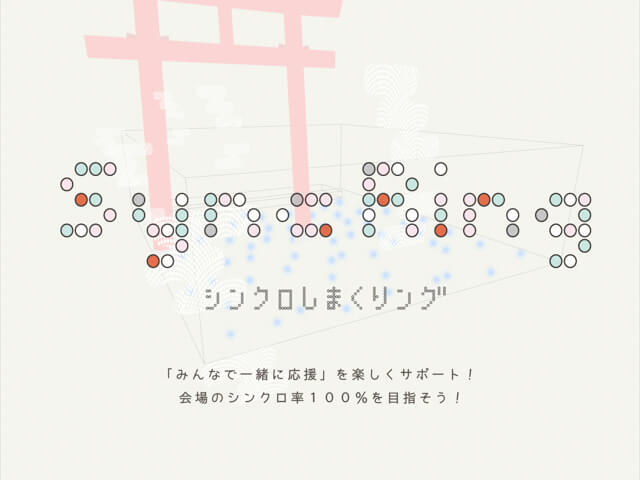 SyncRing
シンクロしまくリング
「みんなで一緒に応援」を楽しくサポート！
会場のシンクロ率１００％を目指そう！